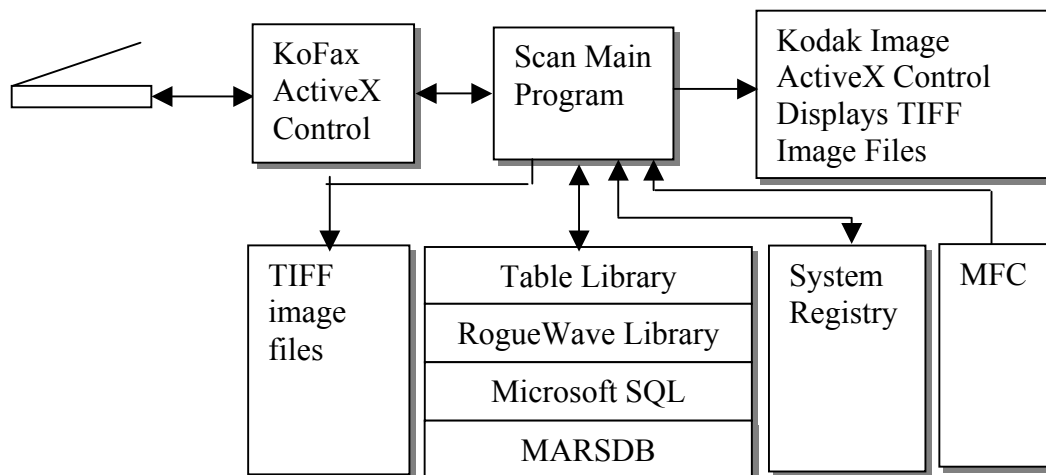 KoFax
ActiveX
Control
Scan Main
Program
Kodak Image
ActiveX Control
Displays TIFF
Image Files
TIFF
image
files
Table Library
RogueWave Library
Microsoft SQL
MARSDB
System
Registry
MFC